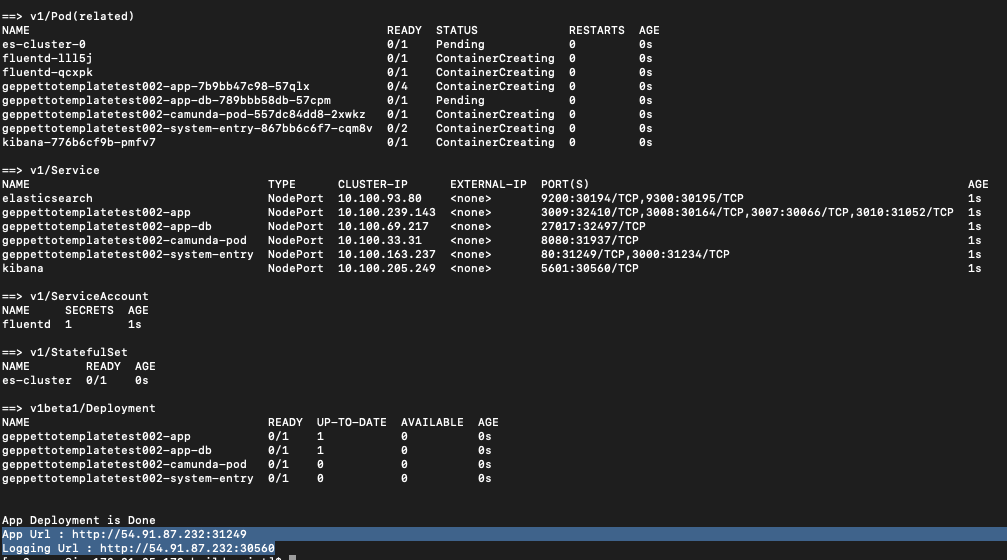 ==> v1/Pod(related)
NAME READY STATUS RESTARTS AGE
es-cluster-0 0/1 Pending 0 0s
fluentd-lll5j 0/1 ContainerCreating 0 0s
fluentd-qcxpk 0/1 ContainerCreating 0 0s
geppettotemplatetest002-app-7b9bb47c98-57qlx 0/4 ContainerCreating 0 0s
geppettotemplatetest002-app-db-789bbb58db-57cpm 0/1 Pending 0 0s
geppettotemplatetest002-camunda-pod-557dc84dd8-2xwkz 0/1 ContainerCreating 0 0s
geppettotemplatetest002-system-entry-867bb6c6f7-cqm8v 0/2 ContainerCreating 0 0s
kibana-776b6cf9b-pmfv7 0/1 ContainerCreating 0 0s
==> v1/Service
NAME TYPE CLUSTER-IP EXTERNAL-IP PORT(S) AGE
elasticsearch NodePort 10.100.93.80 <none> 9200:30194/TCP,9300:30195/TCP 1s
geppettotemplatetest002-app NodePort 10.100.239.143 <none> 3009:32410/TCP,3008:30164/TCP,3007:30066/TCP,3010:31052/TCP 1s
geppettotemplatetest002-app-db NodePort 10.100.69.217 <none> 27017:32497/TCP 1s
geppettotemplatetest002-camunda-pod NodePort 10.100.33.31 <none> 8080:31937/TCP 1s
geppettotemplatetest002-system-entry NodePort 10.100.163.237 <none> 80:31249/TCP,3000:31234/TCP 1s
kibana NodePort 10.100.205.249 <none> 5601:30560/TCP 1s
==> v1/ServiceAccount
NAME SECRETS AGE
fluentd 1 1s
==> v1/StatefulSet
NAME READY AGE
es-cluster 0/1 0s
==> v1beta1/Deployment
NAME READY UP-TO-DATE AVAILABLE AGE
geppettotemplatetest002-app 0/1 1 0 0s
geppettotemplatetest002-app-db 0/1 1 0 0s
geppettotemplatetest002-camunda-pod 0/1 0 0 0s
geppettotemplatetest002-system-entry 0/1 0 0 0s
App Deployment is Done
App Url : http://54.91.87.232:31249
Logging Url : http://54.91.87.232:30560